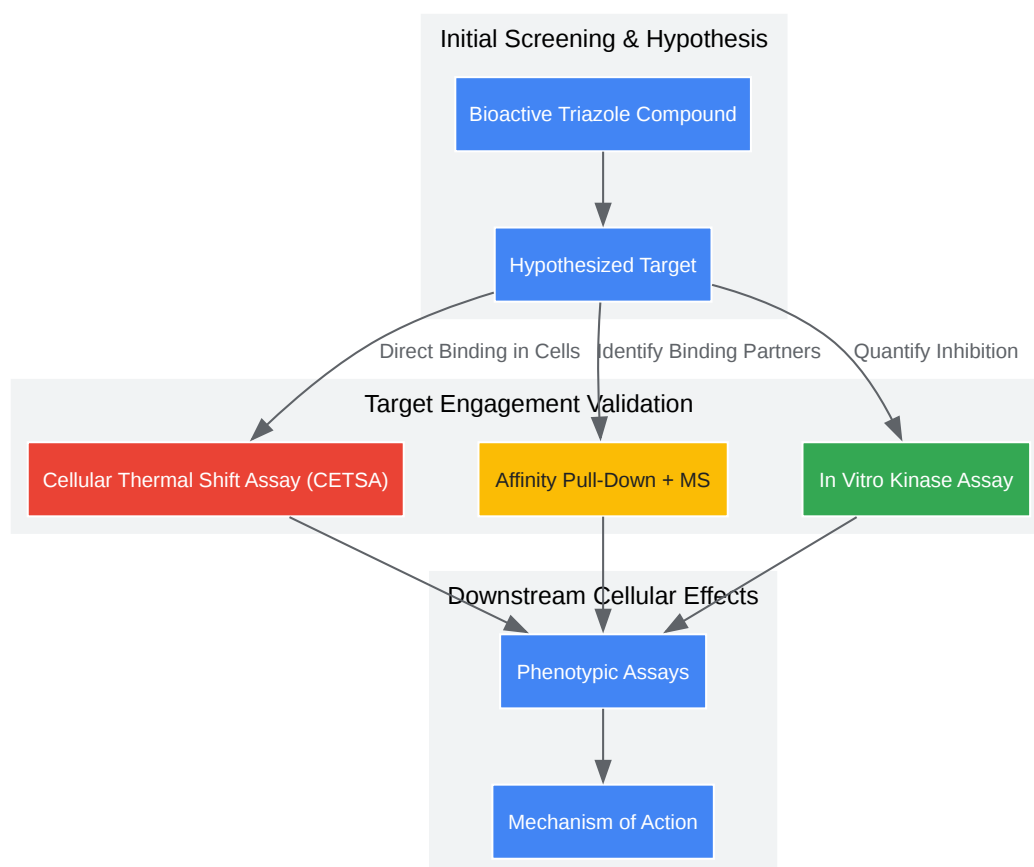 Initial Screening & Hypothesis
Bioactive Triazole Compound
Hypothesized Target
Direct Binding in Cells
Identify Binding Partners
Quantify Inhibition
Target Engagement Validation
Cellular Thermal Shift Assay (CETSA)
Affinity Pull-Down + MS
In Vitro Kinase Assay
Downstream Cellular Effects
Phenotypic Assays
Mechanism of Action